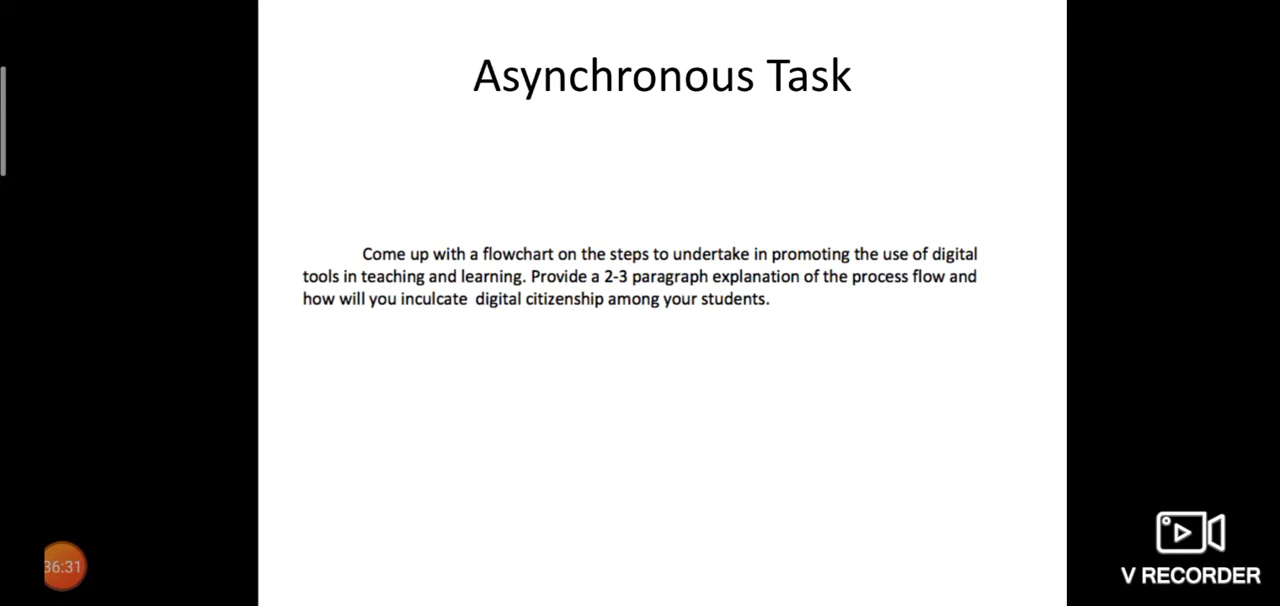 Asynchronous Task
Come up with a flowchart on the steps to undertake in promoting the use of digital
tools in teaching and learning. Provide a 2-3 paragraph explanation of the process flow and
how will you inculcate digital citizenship among your students.
36:31
V RECORDER